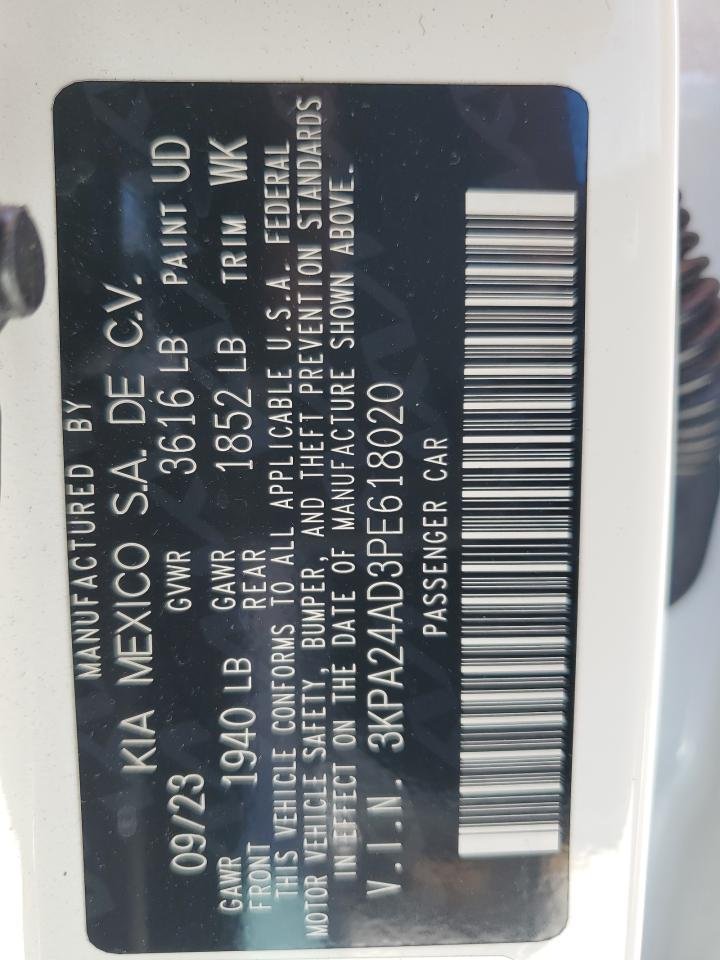 MANUFACTURED BY
KIA MEXICO S.A. DE C.V.
09/23 GVWR 3616 LB PAINT UD
GAWR FRONT 1940 LB GAWR REAR 1852 LB TRIM WK
THIS VEHICLE CONFORMS TO ALL APPLICABLE U.S.A. FEDERAL
MOTOR VEHICLE SAFETY, BUMPER, AND THEFT PREVENTION STANDARDS
IN EFFECT ON THE DATE OF MANUFACTURE SHOWN ABOVE.
V.I.N. 3KPA24AD3PE618020
PASSENGER CAR